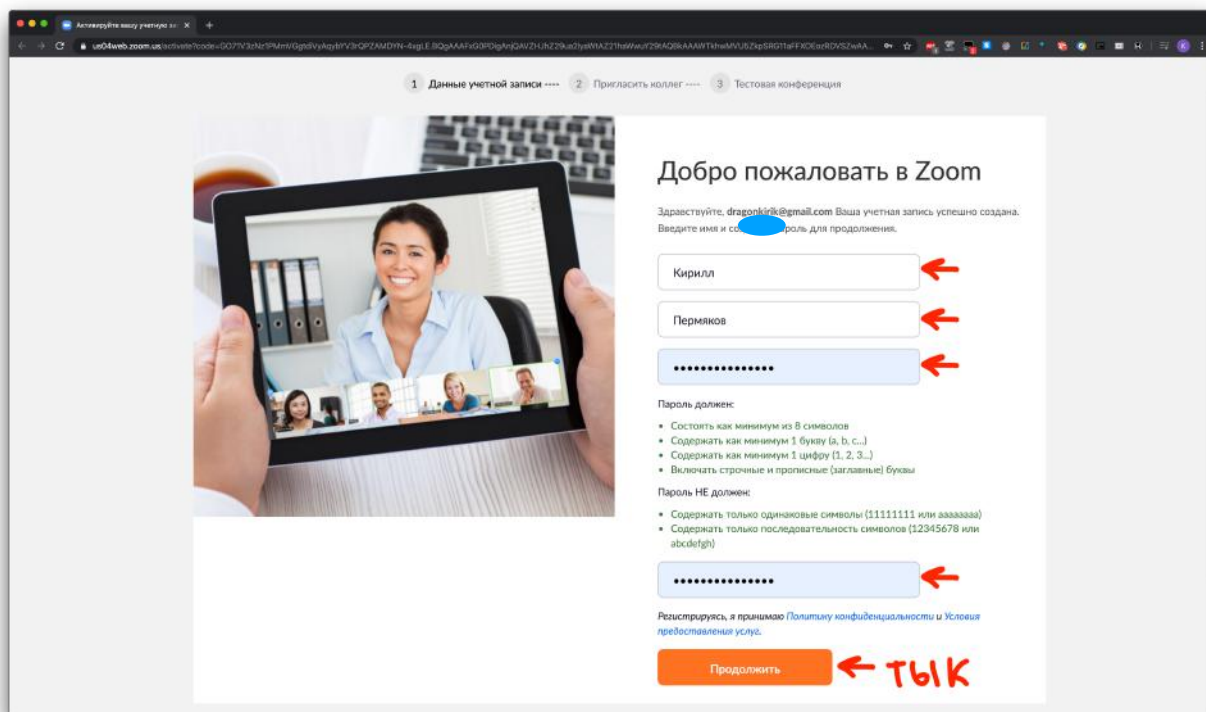 Активируйте вашу учетную за
1 Данные учетной записи ---- 2 Пригласить коллег ---- 3 Тестовая конференция
Добро пожаловать в Zoom
Здравствуйте, dragonkirik@gmail.com Ваша учетная запись успешно создана.
Введите имя и для продолжения.
Кирилл
Пермяков
Пароль должен:
• Состоять как минимум из 8 символов
• Содержать как минимум 1 букву (a, b, c...)
• Содержать как минимум 1 цифру (1, 2, 3...)
• Включать строчные и прописные (заглавные) буквы
Пароль НЕ должен:
• Содержать только одинаковые символы (11111111 или aaaaaaaa)
• Содержать только последовательность символов (12345678 или
abcdefgh)
Регистрируясь, я принимаю Политику конфиденциальности и Условия
предоставления услуг.
Продолжить ТЫК